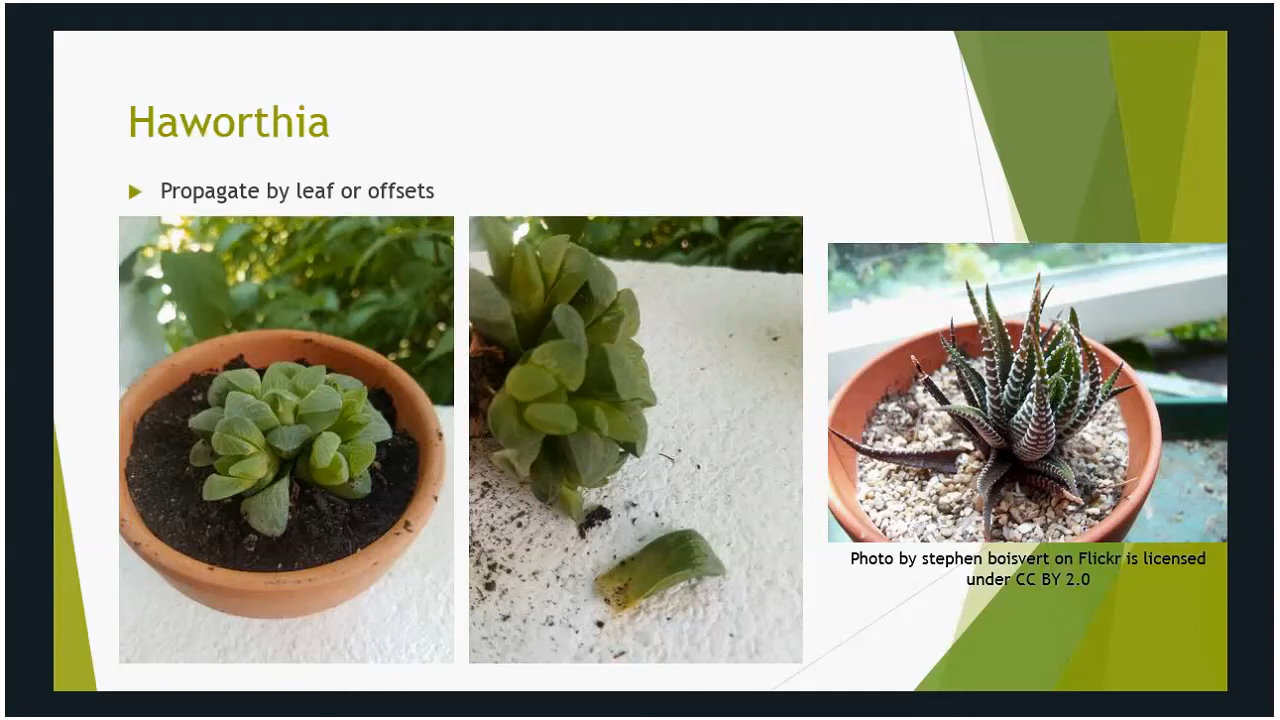 Haworthia
Propagate by leaf or offsets
Photo by stephen boisvert on Flickr is licensed
under CC BY 2.0